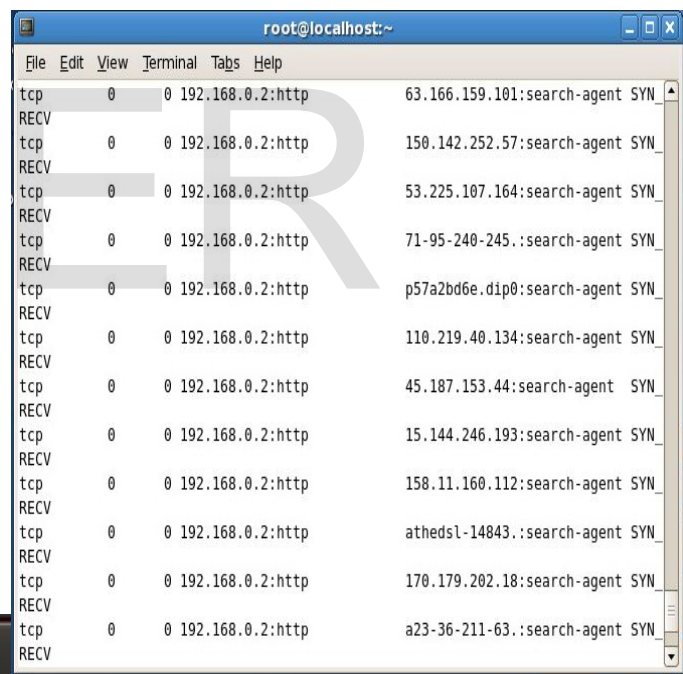 root@localhost:~
File Edit View Terminal Tabs Help
tcp 0 0 192.168.0.2:http 63.166.159.101:search-agent SYN_
RECV
tcp 0 0 192.168.0.2:http 150.142.252.57:search-agent SYN_
RECV
tcp 0 0 192.168.0.2:http 53.225.107.164:search-agent SYN_
RECV
tcp 0 0 192.168.0.2:http 71-95-240-245.:search-agent SYN_
RECV
tcp 0 0 192.168.0.2:http p57a2bd6e.dip0:search-agent SYN_
RECV
tcp 0 0 192.168.0.2:http 110.219.40.134:search-agent SYN_
RECV
tcp 0 0 192.168.0.2:http 45.187.153.44:search-agent SYN_
RECV
tcp 0 0 192.168.0.2:http 15.144.246.193:search-agent SYN_
RECV
tcp 0 0 192.168.0.2:http 158.11.160.112:search-agent SYN_
RECV
tcp 0 0 192.168.0.2:http athedsl-14843.:search-agent SYN_
RECV
tcp 0 0 192.168.0.2:http 170.179.202.18:search-agent SYN_
RECV
tcp 0 0 192.168.0.2:http a23-36-211-63.:search-agent SYN_
RECV
ER